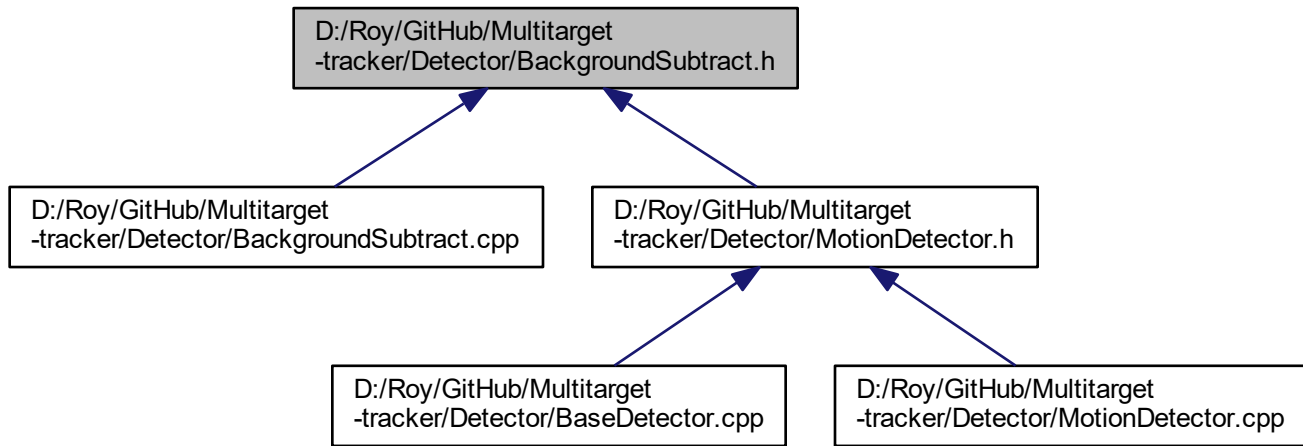 D:/Roy/GitHub/Multitarget
-tracker/Detector/BackgroundSubtract.h
D:/Roy/GitHub/Multitarget
-tracker/Detector/BackgroundSubtract.cpp
D:/Roy/GitHub/Multitarget
-tracker/Detector/MotionDetector.h
D:/Roy/GitHub/Multitarget
-tracker/Detector/BaseDetector.cpp
D:/Roy/GitHub/Multitarget
-tracker/Detector/MotionDetector.cpp